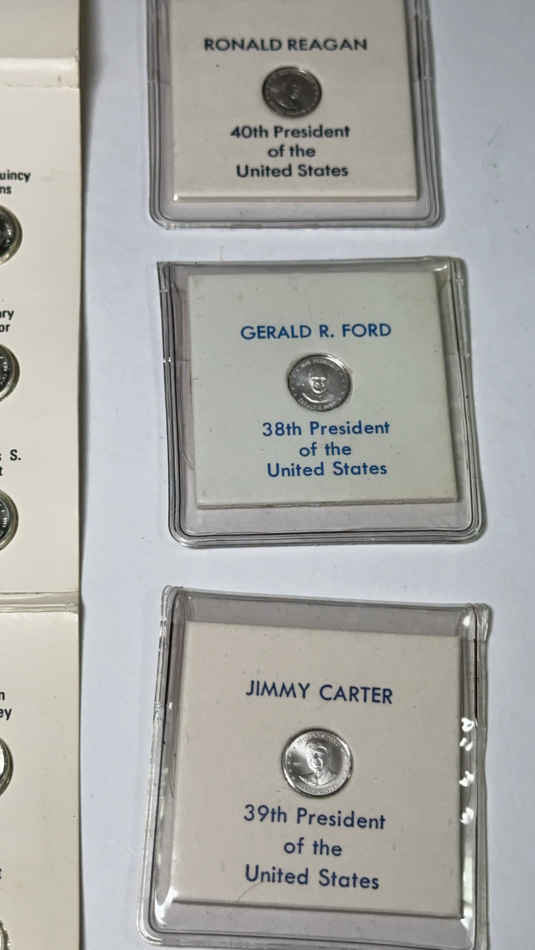 RONALD REAGAN
40th President
of the
United States
GERALD R. FORD
38th President
of the
United States
JIMMY CARTER
39th President
of the
United States
S.